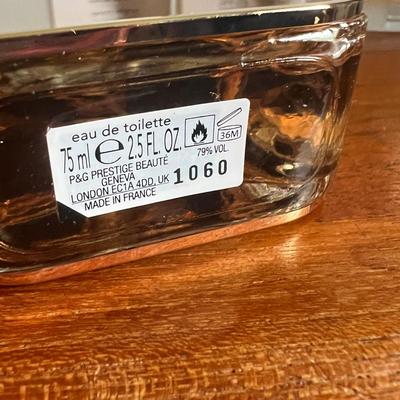 eau de toilette
75 ml e 2.5 FL. OZ.
36M
79% VOL.
P&G PRESTIGE BEAUTÉ
GENEVA
LONDON EC1A 4DD, UK 1060
MADE IN FRANCE